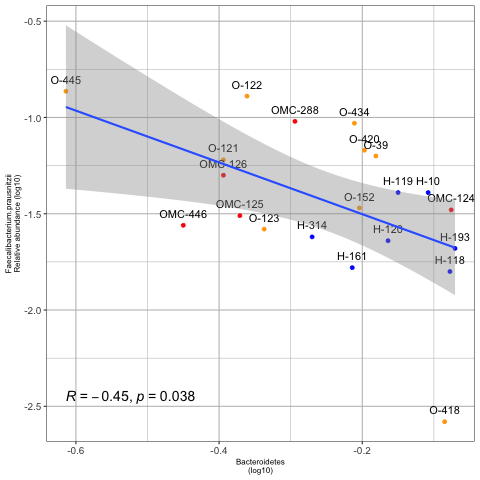 -0.5
O-445
O-122
OMC-288
O-434
-1.0
O-420
O-39
O-121
OMC-126
H-119
H-10
OMC-124
O-152
OMC-125
-1.5
OMC-446
O-123
H-314
H-120
H-193
H-161
H-118
-2.0
R = −0.45, p = 0.038
-2.5
O-418
-0.6
-0.4
-0.2
Bacteroidetes
(log10)
Faecalibacterium.prausnitzii
Relative abundance (log10)